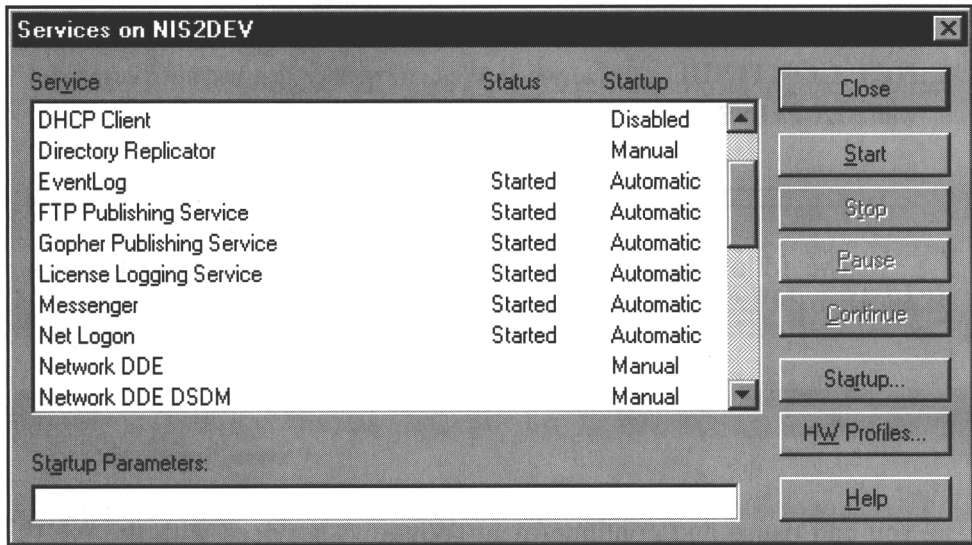 Services on NIS2DEV
Service Status Startup
DHCP Client Disabled
Directory Replicator Manual
EventLog Started Automatic
FTP Publishing Service Started Automatic
Gopher Publishing Service Started Automatic
License Logging Service Started Automatic
Messenger Started Automatic
Net Logon Started Automatic
Network DDE Manual
Network DDE DSDM Manual
Startup Parameters:
Close
Start
Stop
Pause
Continue
Startup...
HW Profiles...
Help